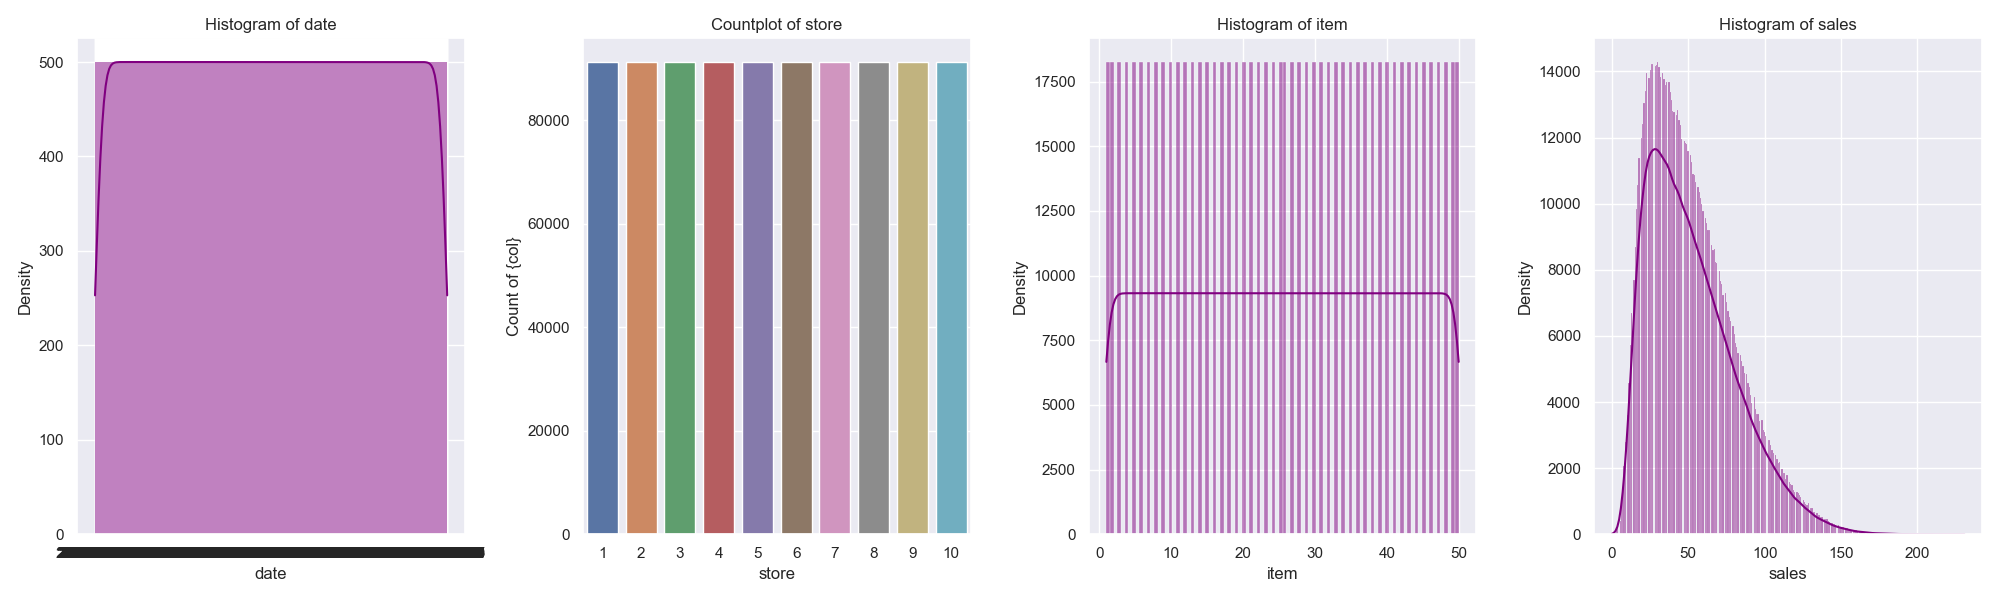 Histogram of date
Density
500
400
300
200
100
0
date
Countplot of store
Count of {col}
80000
60000
40000
20000
0
1 2 3 4 5 6 7 8 9 10
store
Histogram of item
Density
17500
15000
12500
10000
7500
5000
2500
0
0 10 20 30 40 50
item
Histogram of sales
Density
14000
12000
10000
8000
6000
4000
2000
0
0 50 100 150 200
sales